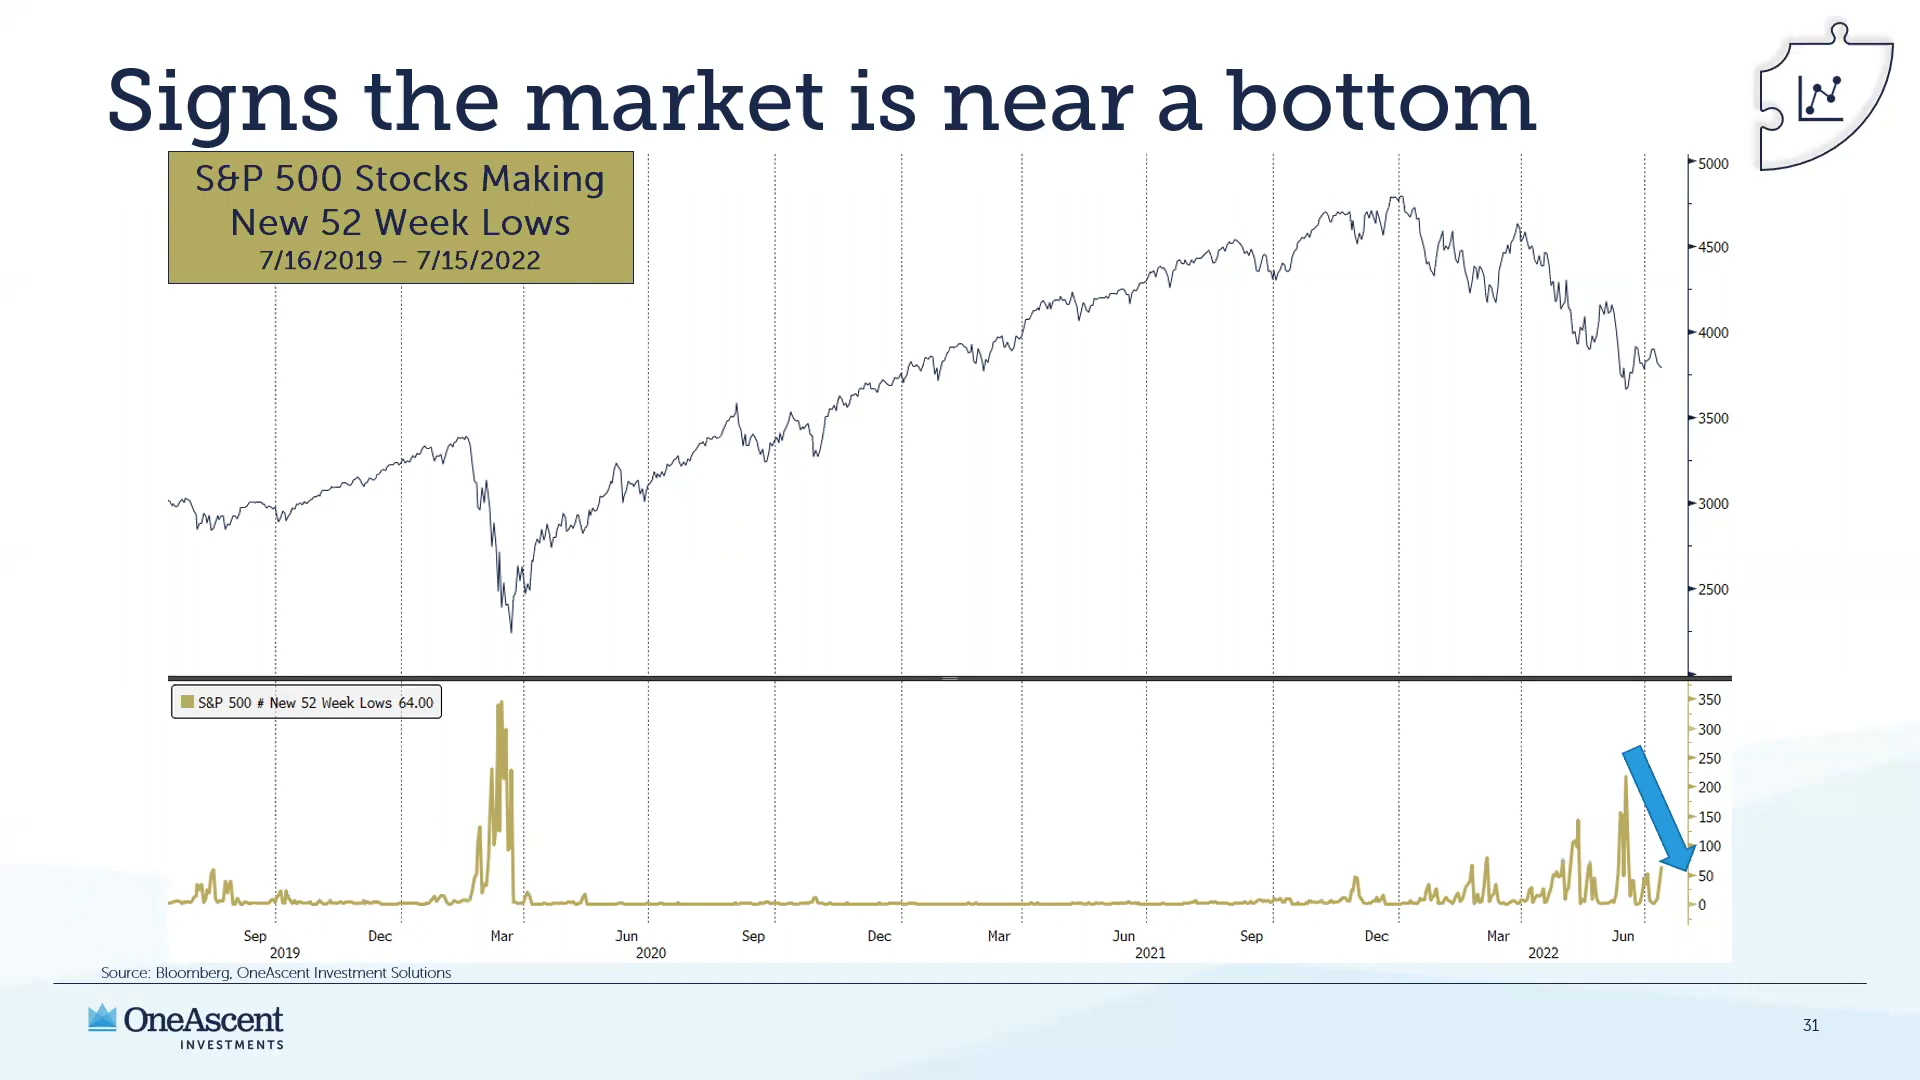 Signs the market is near a bottom
S&P 500 Stocks Making
New 52 Week Lows
7/16/2019 – 7/15/2022
5000
4500
4000
3500
3000
2500
S&P 500 # New 52 Week Lows 64.00
350
300
250
200
150
100
50
0
Sep Dec Mar Jun Sep Dec Mar Jun Sep Dec Mar Jun
2019 2020 2021 2022
Source: Bloomberg, OneAscent Investment Solutions
OneAscent
INVESTMENTS
31